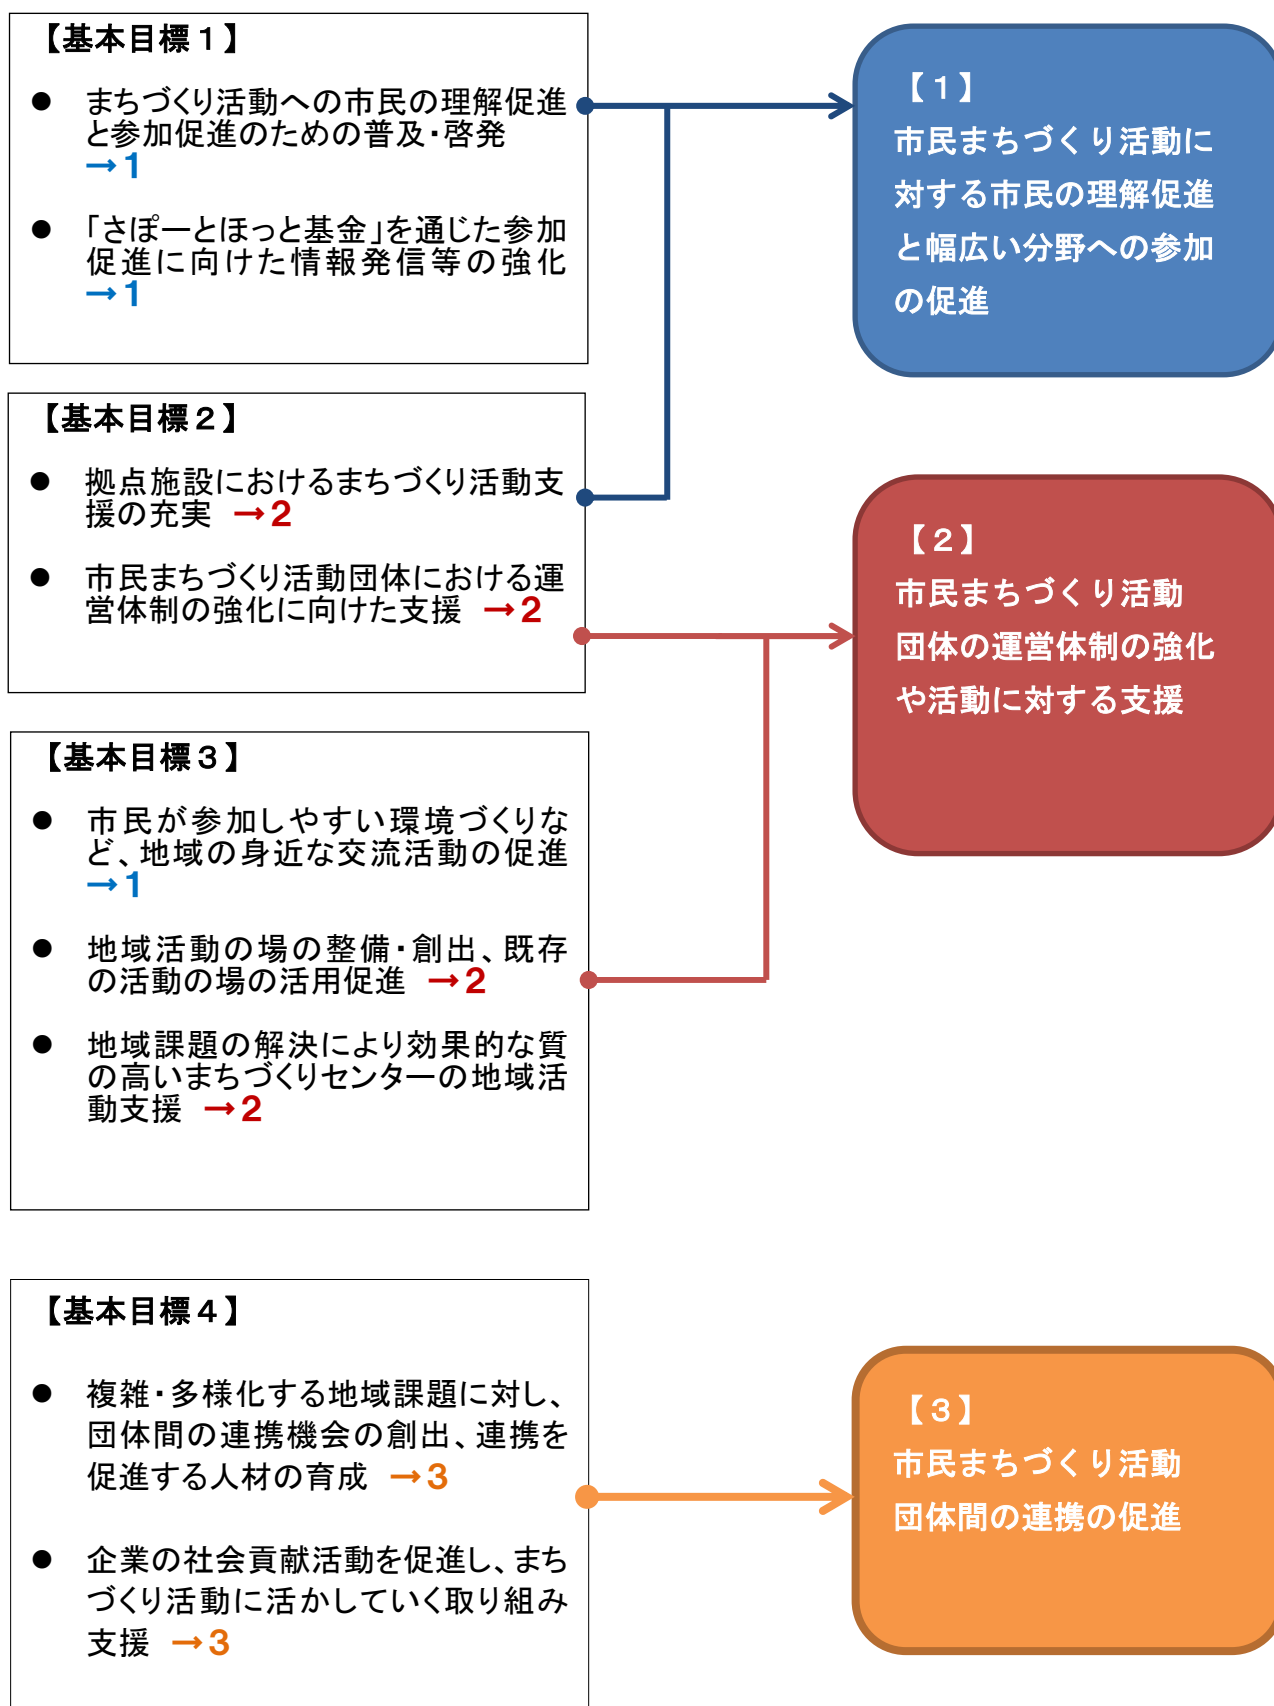 【基本目標１】
● まちづくり活動への市民の理解促進
と参加促進のための普及・啓発
→1
● 「さぽーとほっと基金」を通じた参加
促進に向けた情報発信等の強化
→1
【基本目標２】
● 拠点施設におけるまちづくり活動支
援の充実 →2
● 市民まちづくり活動団体における運
営体制の強化に向けた支援 →2
【基本目標３】
● 市民が参加しやすい環境づくりな
ど、地域の身近な交流活動の促進
→1
● 地域活動の場の整備・創出、既存
の活動の場の活用促進 →2
● 地域課題の解決により効果的な質
の高いまちづくりセンターの地域活
動支援 →2
【基本目標４】
● 複雑・多様化する地域課題に対し、
団体間の連携機会の創出、連携を
促進する人材の育成 →3
● 企業の社会貢献活動を促進し、まち
づくり活動に活かしていく取り組み
支援 →3
【１】
市民まちづくり活動に
対する市民の理解促進
と幅広い分野への参加
の促進
【２】
市民まちづくり活動
団体の運営体制の強化
や活動に対する支援
【３】
市民まちづくり活動
団体間の連携の促進